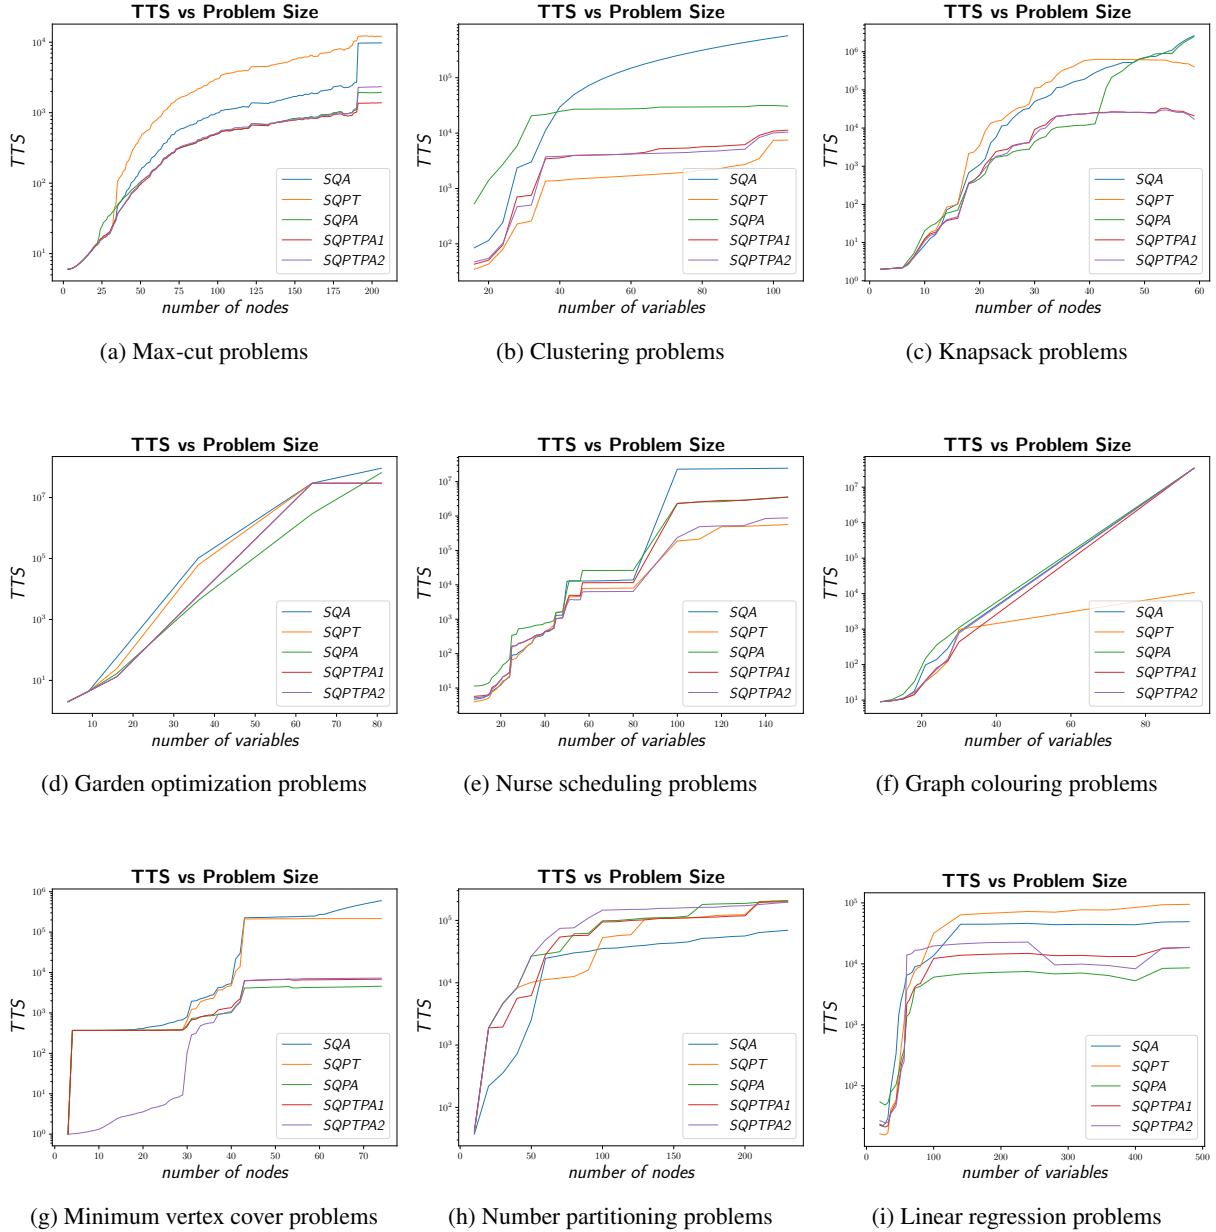 TTS vs Problem Size
TTS
10^4
10^3
10^2
10^1
0 25 50 75 100 125 150 175 200
number of nodes
SQA
SQPT
SQPA
SQPTPA1
SQPTPA2
(a) Max-cut problems
TTS vs Problem Size
TTS
10^5
10^4
10^3
10^2
20 40 60 80 100
number of variables
SQA
SQPT
SQPA
SQPTPA1
SQPTPA2
(b) Clustering problems
TTS vs Problem Size
TTS
10^6
10^5
10^4
10^3
10^2
10^1
10^0
0 10 20 30 40 50 60
number of variables
SQA
SQPT
SQPA
SQPTPA1
SQPTPA2
(c) Knapsack problems
TTS vs Problem Size
TTS
10^7
10^5
10^3
10^1
10 20 30 40 50 60 70 80
number of variables
SQA
SQPT
SQPA
SQPTPA1
SQPTPA2
(d) Garden optimization problems
TTS vs Problem Size
TTS
10^7
10^6
10^5
10^4
10^3
10^2
10^1
20 40 60 80 100 120 140
number of variables
SQA
SQPT
SQPA
SQPTPA1
SQPTPA2
(e) Nurse scheduling problems
TTS vs Problem Size
TTS
10^7
10^6
10^5
10^4
10^3
10^2
10^1
20 40 60 80
number of variables
SQA
SQPT
SQPA
SQPTPA1
SQPTPA2
(f) Graph colouring problems
TTS vs Problem Size
TTS
10^6
10^5
10^4
10^3
10^2
10^1
10^0
0 10 20 30 40 50 60 70
number of nodes
SQA
SQPT
SQPA
SQPTPA1
SQPTPA2
(g) Minimum vertex cover problems
TTS vs Problem Size
TTS
10^5
10^4
10^3
10^2
0 50 100 150 200
number of nodes
SQA
SQPT
SQPA
SQPTPA1
SQPTPA2
(h) Number partitioning problems
TTS vs Problem Size
TTS
10^5
10^4
10^3
10^2
0 100 200 300 400 500
number of variables
SQA
SQPT
SQPA
SQPTPA1
SQPTPA2
(i) Linear regression problems